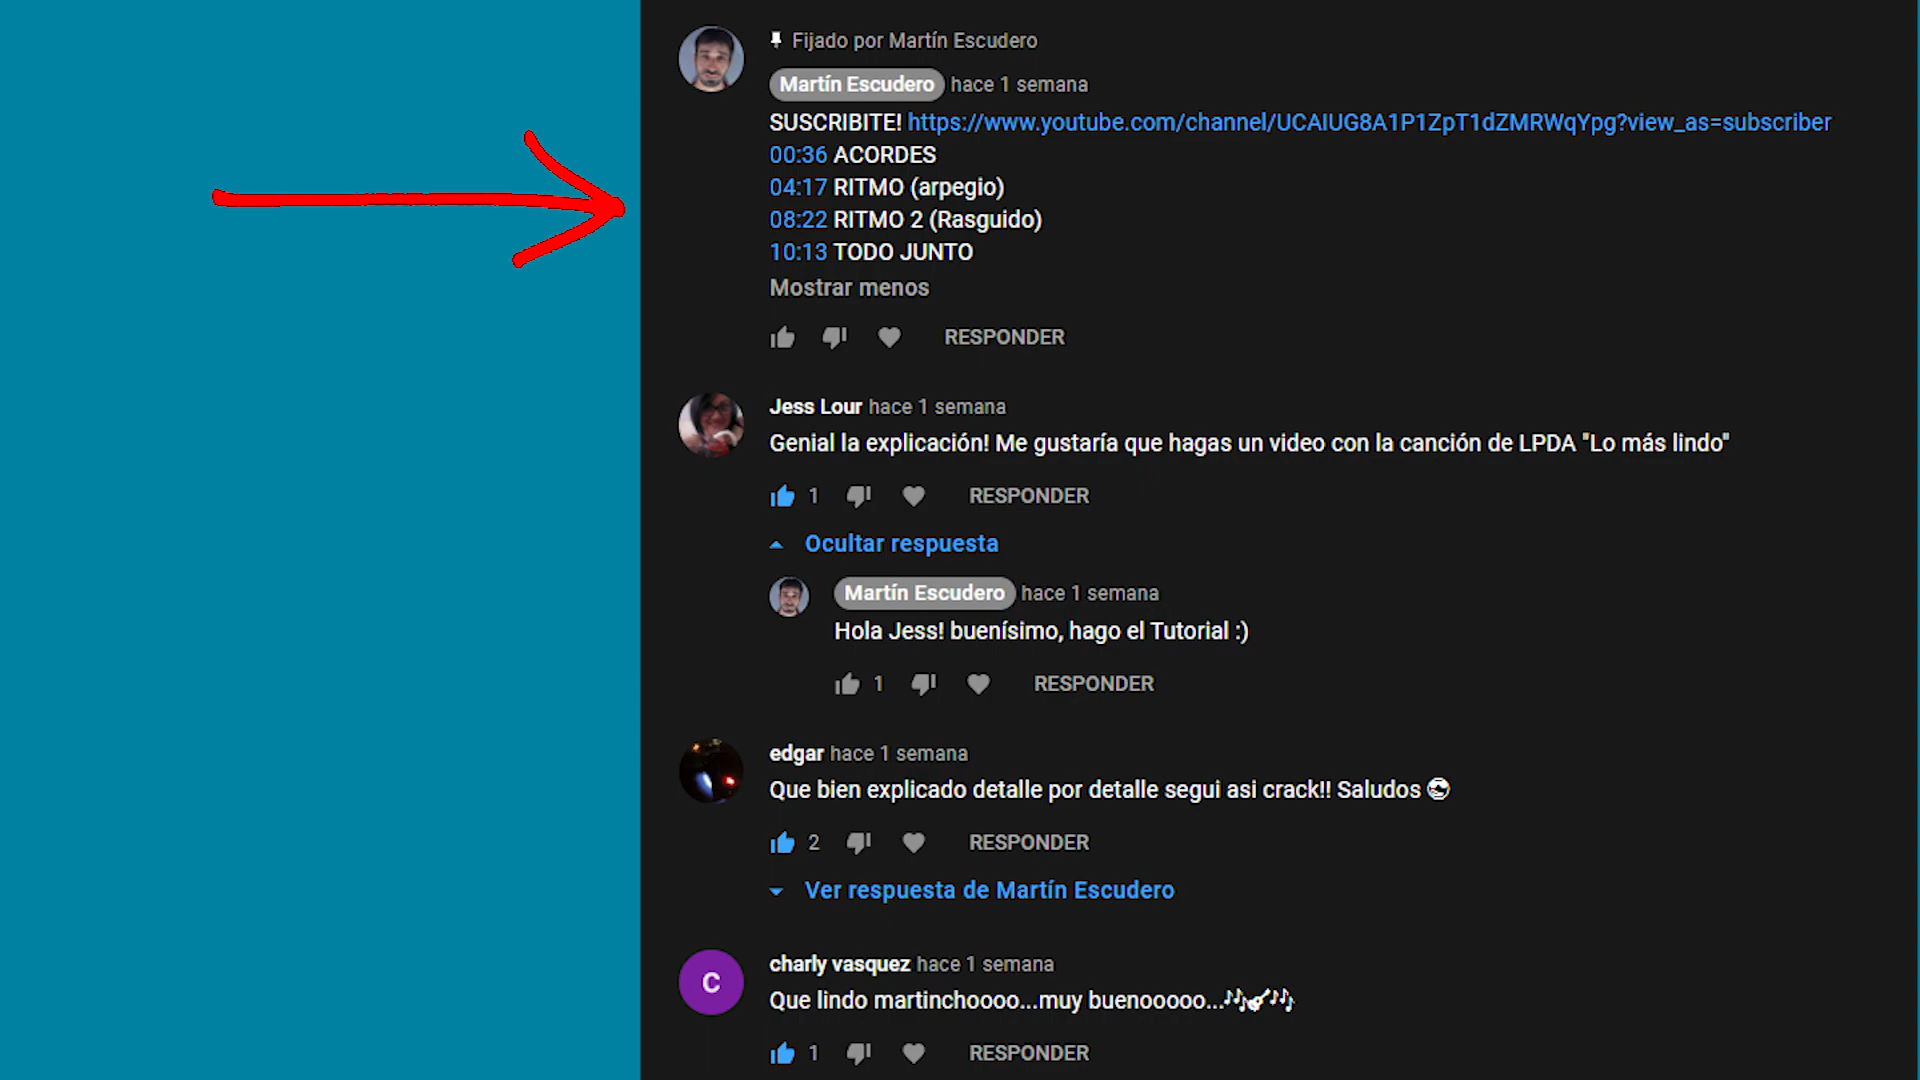 Fijado por Martín Escudero
Martín Escudero hace 1 semana
SUSCRIBITE! https://www.youtube.com/channel/UCAIUG8A1P1ZpT1dZMRWqYpg?view_as=subscriber
00:36 ACORDES
04:17 RITMO (arpegio)
08:22 RITMO 2 (Rasguido)
10:13 TODO JUNTO
Mostrar menos
RESPONDER
Jess Lour hace 1 semana
Genial la explicación! Me gustaría que hagas un video con la canción de LPDA "Lo más lindo"
1 RESPONDER
Ocultar respuesta
Martín Escudero hace 1 semana
Hola Jess! buenísimo, hago el Tutorial :)
1 RESPONDER
edgar hace 1 semana
Que bien explicado detalle por detalle segui asi crack!! Saludos 😎
2 RESPONDER
Ver respuesta de Martín Escudero
C
charly vasquez hace 1 semana
Que lindo martinchoooo...muy buenooooo...🎶🎸🎶
1 RESPONDER